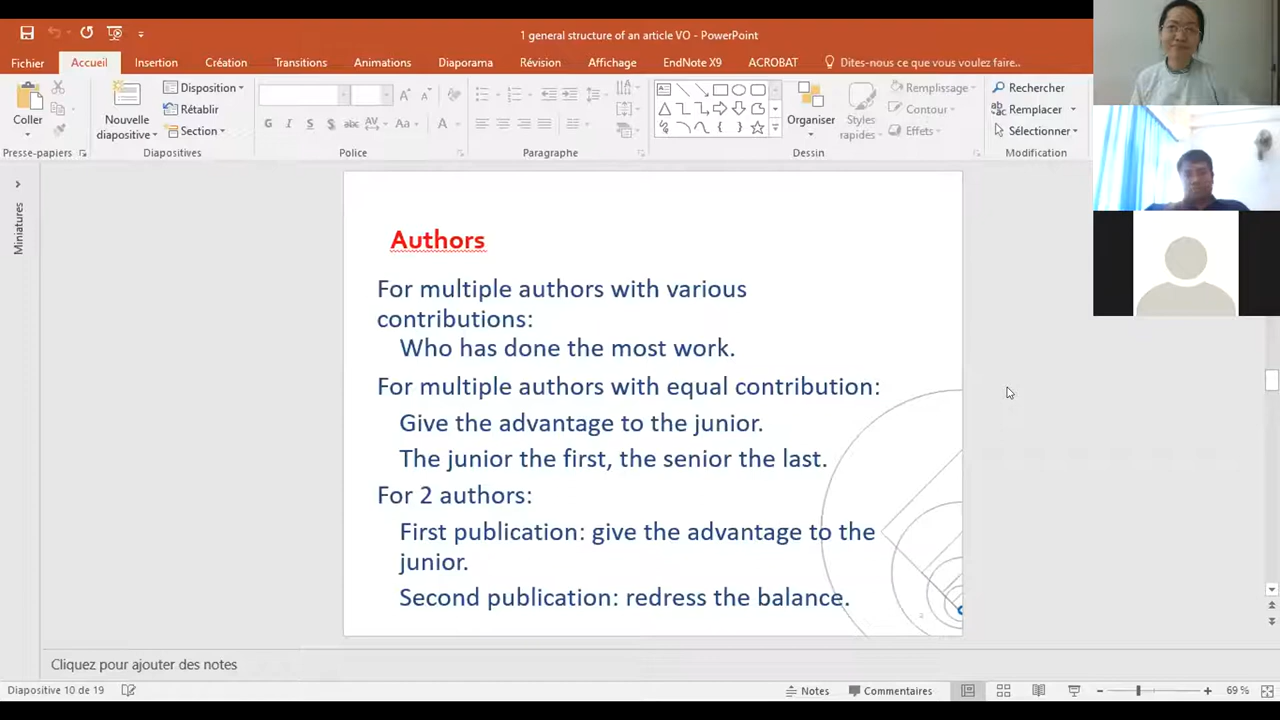 1 general structure of an article VO - PowerPoint
Fichier Accueil Insertion Création Transitions Animations Diaporama Révision Affichage EndNote X9 ACROBAT Dites-nous ce que vous voulez faire..
Coller
Nouvelle diapositive
Disposition
Rétablir
Section
Organiser
Styles rapides
Remplissage
Contour
Effets
Rechercher
Remplacer
Sélectionner
Presse-papiers Diapositives Police Paragraphe Dessin Modification
Miniatures
Authors
For multiple authors with various
contributions:
Who has done the most work.
For multiple authors with equal contribution:
Give the advantage to the junior.
The junior the first, the senior the last.
For 2 authors:
First publication: give the advantage to the
junior.
Second publication: redress the balance.
Cliquez pour ajouter des notes
Diapositive 10 de 19 Notes Commentaires 69 %